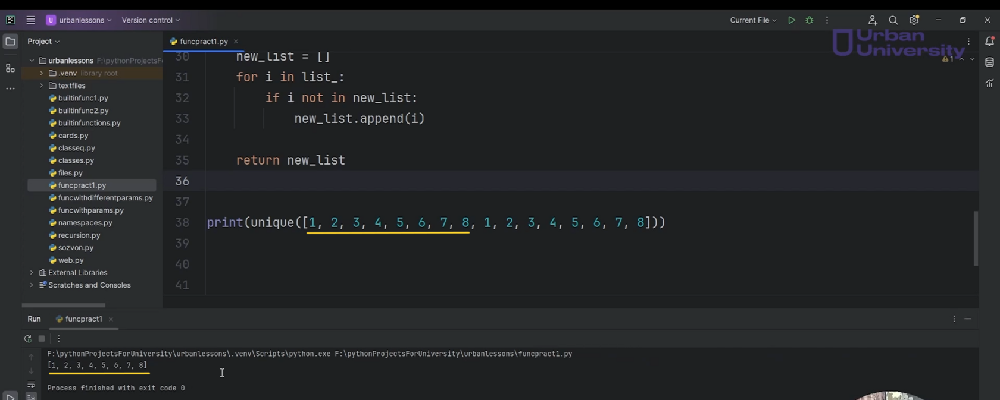 PC
U urbanlessons
Version control
Current File
Urban
University
Project
funcpract1.py
urbanlessons F:\pythonProjectsF
.venv library root
textfiles
builtinfunc1.py
builtinfunc2.py
builtinfunctions.py
cards.py
classeq.py
classes.py
files.py
funcpract1.py
funcwithdifferentparams.py
funcwithparams.py
namespaces.py
recursion.py
sozvon.py
web.py
External Libraries
Scratches and Consoles
1
30 new_list = []
31 for i in list_:
32 if i not in new_list:
33 new_list.append(i)
34
35 return new_list
36
37
38 print(unique([1, 2, 3, 4, 5, 6, 7, 8, 1, 2, 3, 4, 5, 6, 7, 8]))
39
40
41
Run funcpract1
F:\pythonProjectsForUniversity\urbanlessons\.venv\Scripts\python.exe F:\pythonProjectsForUniversity\urbanlessons\funcpract1.py
[1, 2, 3, 4, 5, 6, 7, 8]
Process finished with exit code 0